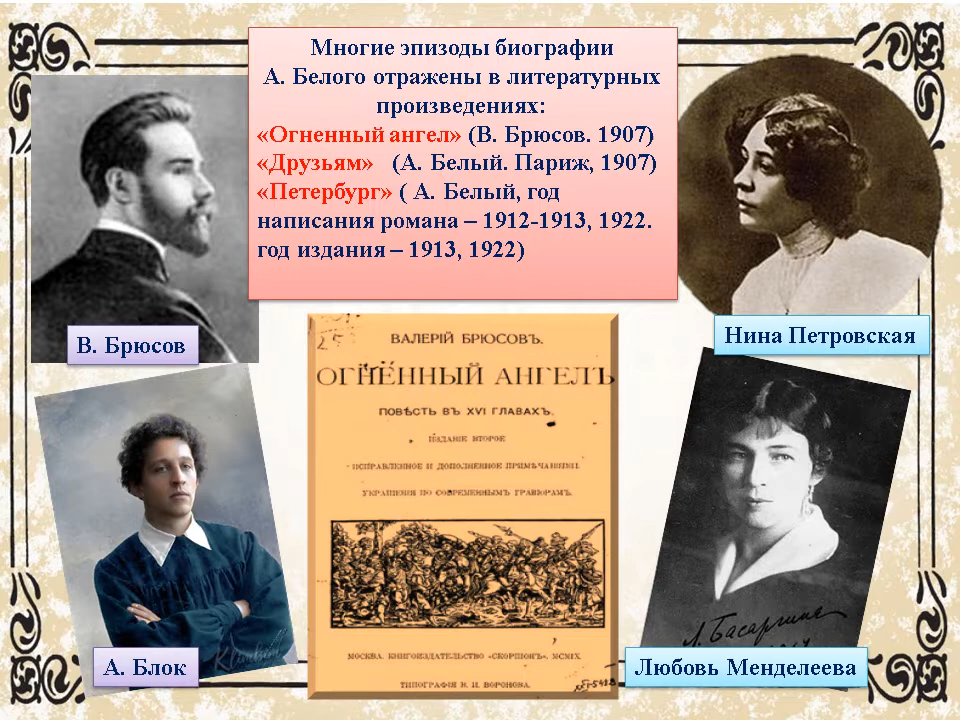 Многие эпизоды биографии
А. Белого отражены в литературных
произведениях:
«Огненный ангел» (В. Брюсов. 1907)
«Друзьям» (А. Белый. Париж, 1907)
«Петербург» ( А. Белый, год
написания романа – 1912-1913, 1922.
год издания – 1913, 1922)
В. Брюсов
Нина Петровская
25
ВАЛЕРІЙ БРЮСОВЪ.
ОГНЕННЫЙ АНГЕЛЪ
ПОВѢСТЬ ВЪ XVI ГЛАВАХЪ.
ИЗДАНІЕ ВТОРОЕ
ИСПРАВЛЕННОЕ И ДОПОЛНЕННОЕ ПРИМѢЧАНІЯМИ.
УКРАШЕНІЯ ПО СОВРЕМЕННЫМЪ ГРАВЮРАМЪ.
МОСКВА. КНИГОИЗДАТЕЛЬСТВО «СКОРПІОНЪ», MCMIX.
ТИПОГРАФІЯ В. И. ВОРОНОВА.
Л. Басаргина
А. Блок
Любовь Менделеева